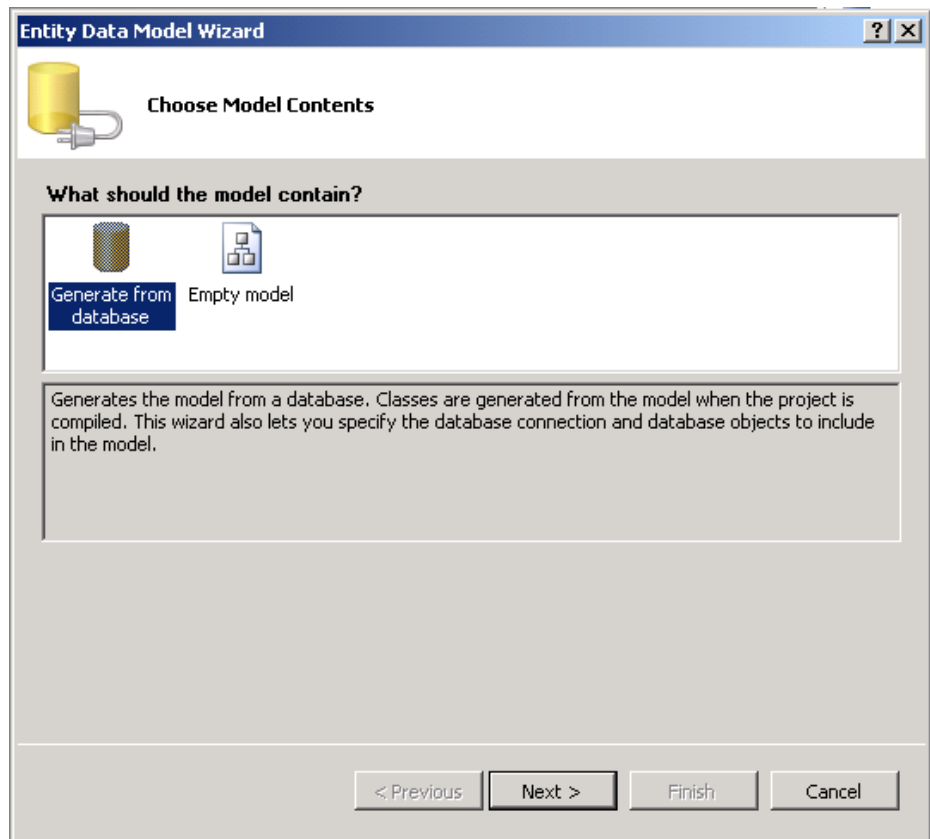 Entity Data Model Wizard
?
Choose Model Contents
What should the model contain?
Generate from
database
Empty model
Generates the model from a database. Classes are generated from the model when the project is
compiled. This wizard also lets you specify the database connection and database objects to include
in the model.
< Previous
Next >
Finish
Cancel